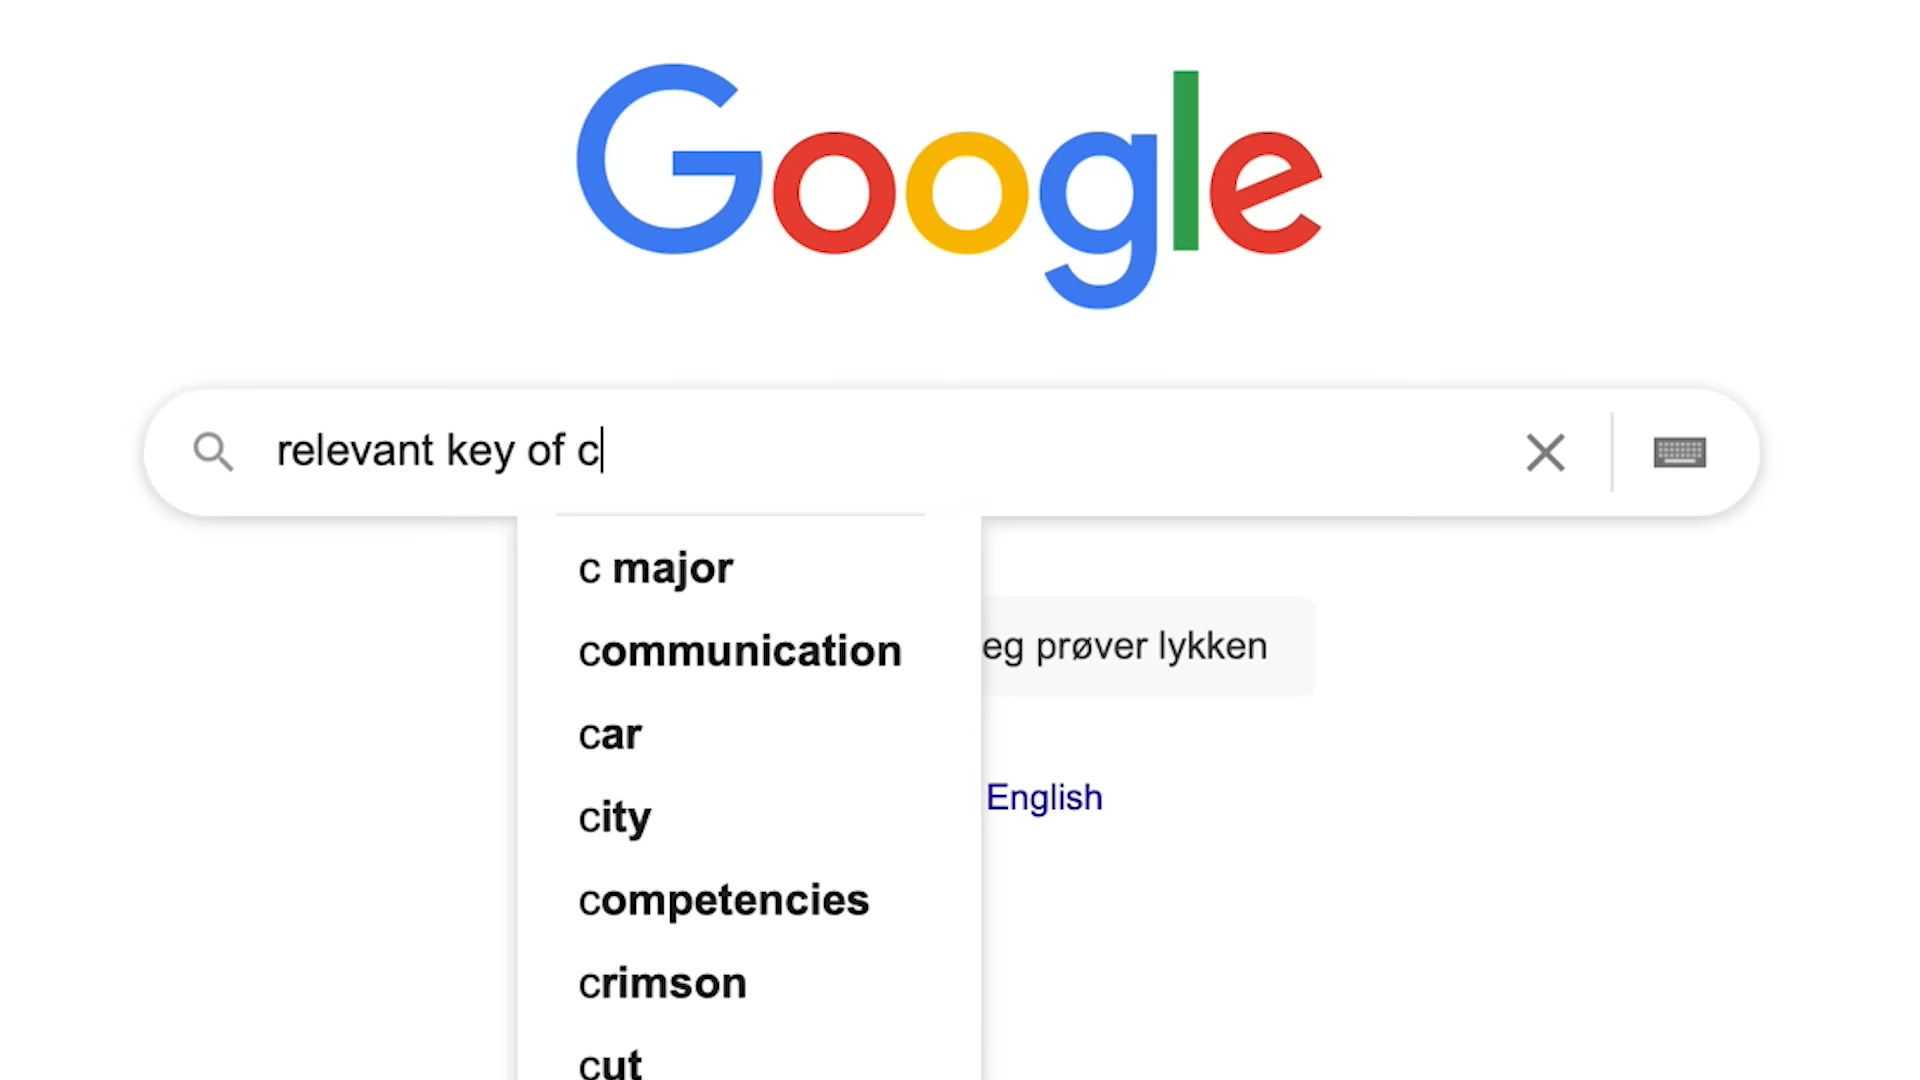 Google
relevant key of c
c major
communication
eg prøver lykken
car
English
city
competencies
crimson
cut